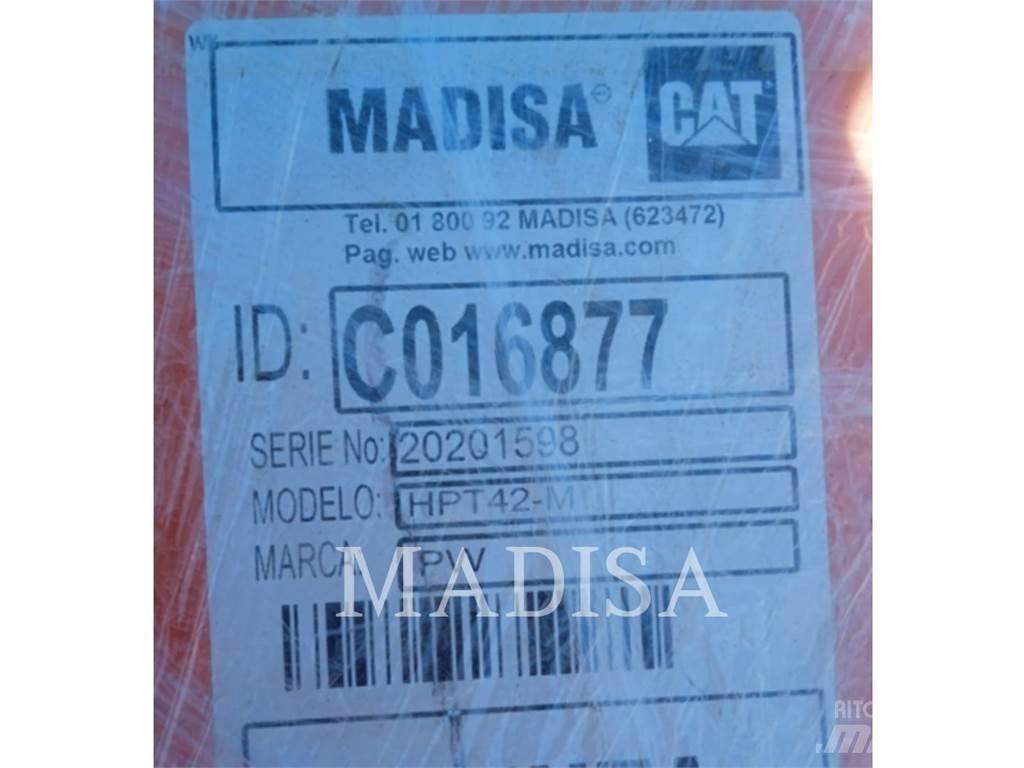 MADISA CAT
Tel. 01 800 92 MADISA (623472)
Pag. web www.madisa.com
ID: C016877
SERIE No: 20201598
MODELO: HPT42-M
MARCA: PW
MADISA